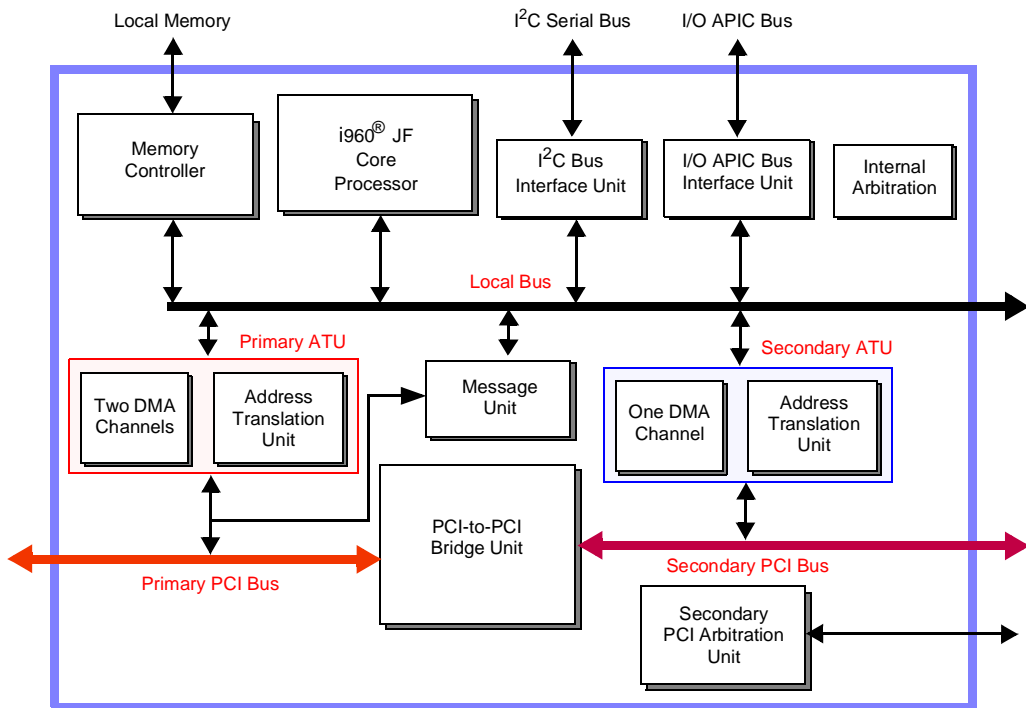 Local Memory
I²C Serial Bus
I/O APIC Bus
Memory
Controller
i960® JF
Core
Processor
I²C Bus
Interface Unit
I/O APIC Bus
Interface Unit
Internal
Arbitration
Local Bus
Primary ATU
Secondary ATU
Two DMA
Channels
Address
Translation
Unit
Message
Unit
One DMA
Channel
Address
Translation
Unit
PCI-to-PCI
Bridge Unit
Primary PCI Bus
Secondary PCI Bus
Secondary
PCI Arbitration
Unit